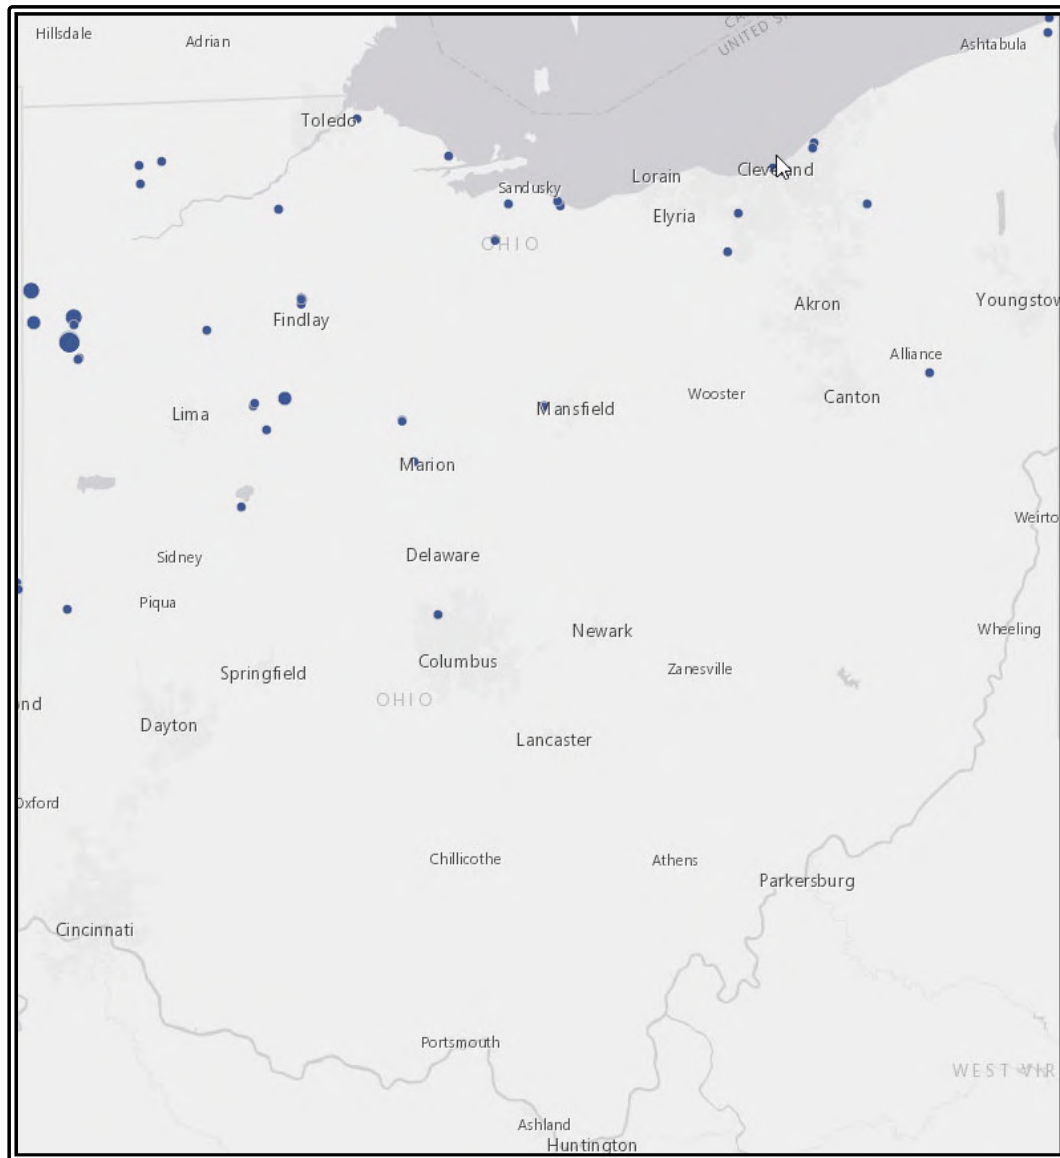 Hillsdale
Adrian
CA
UNITED S
Ashtabula
Toledo
Cleveland
Lorain
Sandusky
Elyria
OHIO
Akron
Youngstow
Findlay
Alliance
Lima
Mansfield
Wooster
Canton
Marion
Weirto
Sidney
Delaware
Piqua
Newark
Wheeling
Springfield
Columbus
Zanesville
OHIO
nd
Dayton
Lancaster
Oxford
Chillicothe
Athens
Parkersburg
Cincinnati
Portsmouth
WEST VIR
Ashland
Huntington